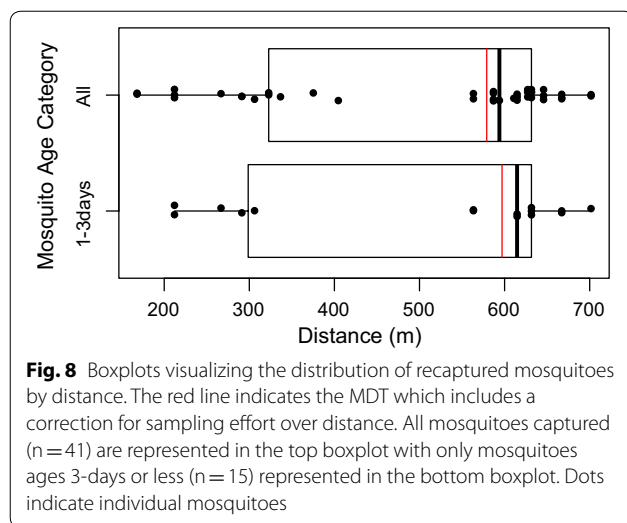 Mosquito Age Category
All
1-3days
200 300 400 500 600 700
Distance (m)
Fig. 8 Boxplots visualizing the distribution of recaptured mosquitoes
by distance. The red line indicates the MDT which includes a
correction for sampling effort over distance. All mosquitoes captured
(n = 41) are represented in the top boxplot with only mosquitoes
ages 3-days or less (n = 15) represented in the bottom boxplot. Dots
indicate individual mosquitoes